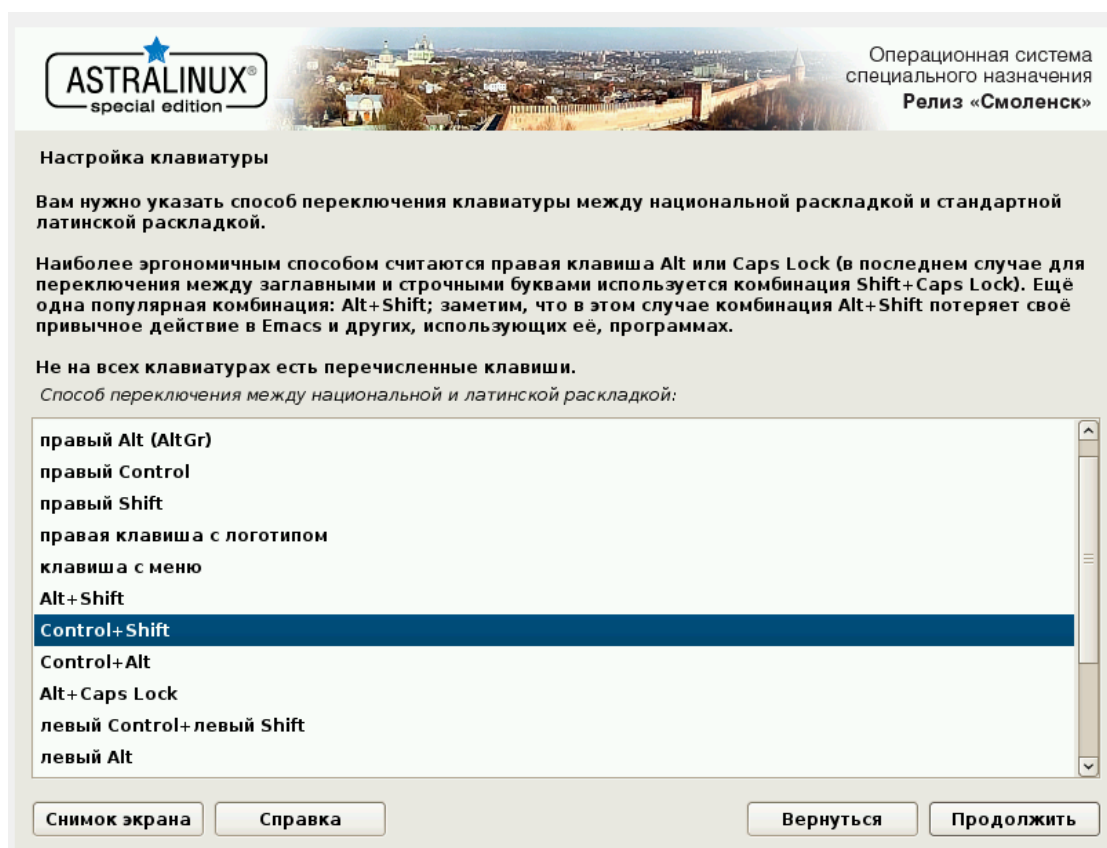 ASTRALINUX®
special edition
Операционная система
специального назначения
Релиз «Смоленск»
Настройка клавиатуры
Вам нужно указать способ переключения клавиатуры между национальной раскладкой и стандартной
латинской раскладкой.
Наиболее эргономичным способом считаются правая клавиша Alt или Caps Lock (в последнем случае для
переключения между заглавными и строчными буквами используется комбинация Shift+Caps Lock). Ещё
одна популярная комбинация: Alt+Shift; заметим, что в этом случае комбинация Alt+Shift потеряет своё
привычное действие в Emacs и других, использующих её, программах.
Не на всех клавиатурах есть перечисленные клавиши.
Способ переключения между национальной и латинской раскладкой:
правый Alt (AltGr)
правый Control
правый Shift
правая клавиша с логотипом
клавиша с меню
Alt+Shift
Control+Shift
Control+Alt
Alt+Caps Lock
левый Control+левый Shift
левый Alt
Снимок экрана
Справка
Вернуться
Продолжить